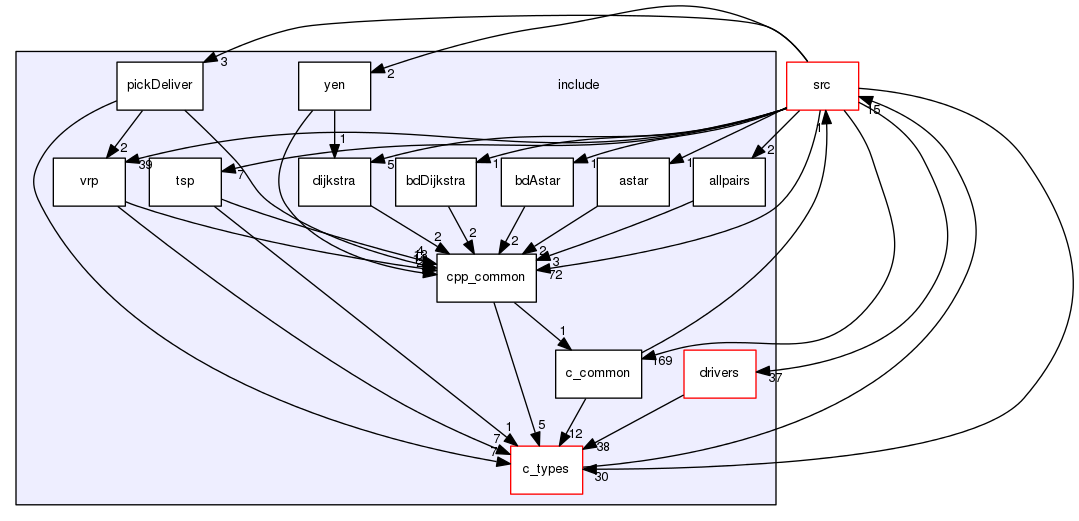 pickDeliver
yen
include
src
3
2
15
1
2
1
39
7
5
1
1
1
2
vrp
tsp
dijkstra
bdDijkstra
bdAstar
astar
allpairs
2
2
2
2
3
72
4
cpp_common
1
169
37
c_common
drivers
1
7
7
5
12
38
30
c_types